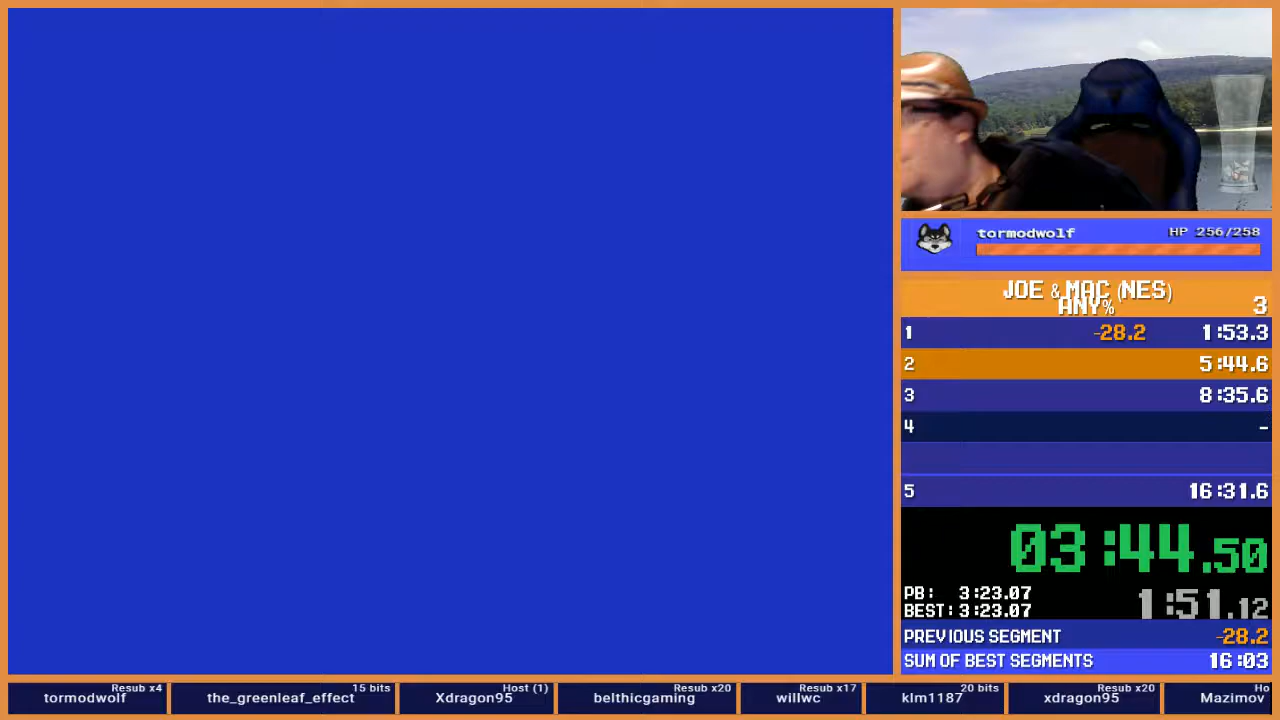 tormodwolf HP 256/258
JOE & MAC (NES)
ANY% 3
1 -28.2 1:53.3
2 5:44.6
3 8:35.6
4 -
5 16:31.6
03:44.50
PB: 3:23.07
BEST: 3:23.07
1:51.12
PREVIOUS SEGMENT -28.2
SUM OF BEST SEGMENTS 16:03
Resub x4
tormodwolf
15 bits
the_greenleaf_effect
Host (1)
Xdragon95
Resub x20
belthicgaming
Resub x17
willwc
20 bits
klm1187
Resub x20
xdragon95
Ho
Mazimov